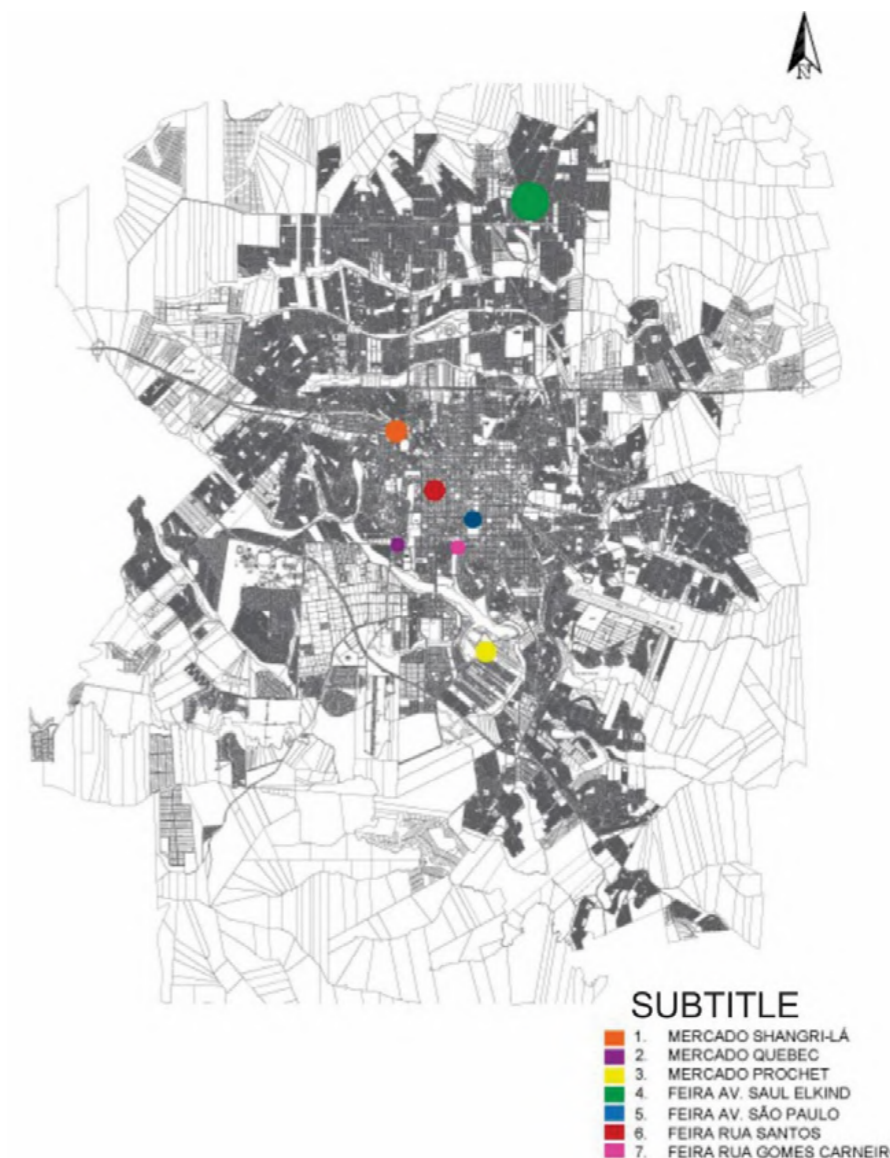 N
SUBTITLE
1. MERCADO SHANGRI-LÁ
2. MERCADO QUEBEC
3. MERCADO PROCHET
4. FEIRA AV. SAUL ELKIND
5. FEIRA AV. SÃO PAULO
6. FEIRA RUA SANTOS
7. FEIRA RUA GOMES CARNEIR